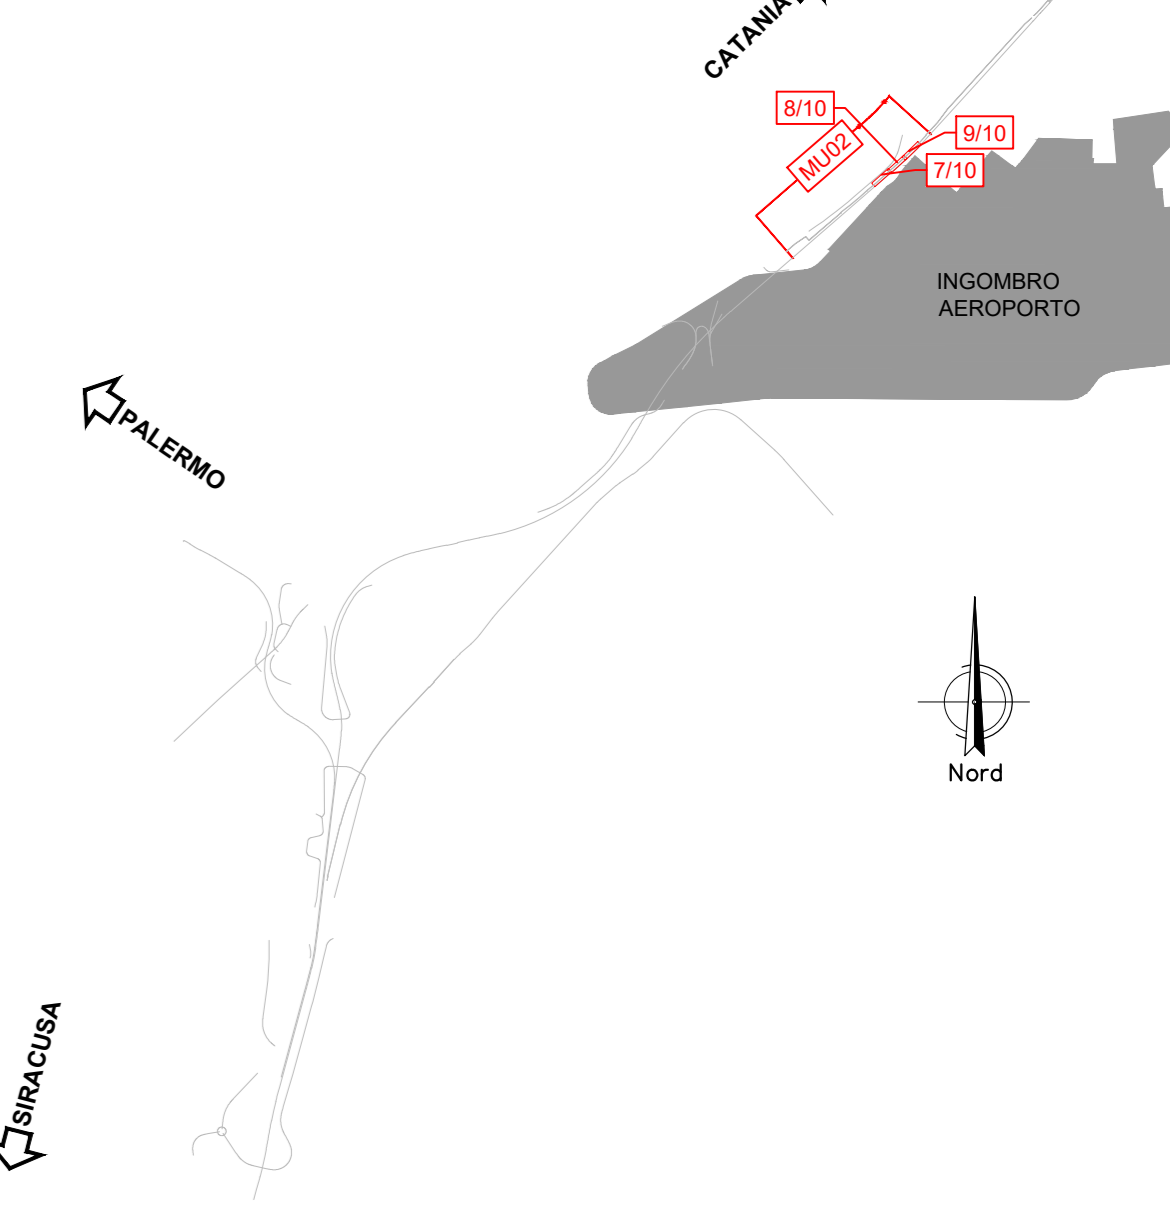 CATANIA
8/10
9/10
MU02
7/10
INGOMBRO
AEROPORTO
PALERMO
Nord
SIRACUSA